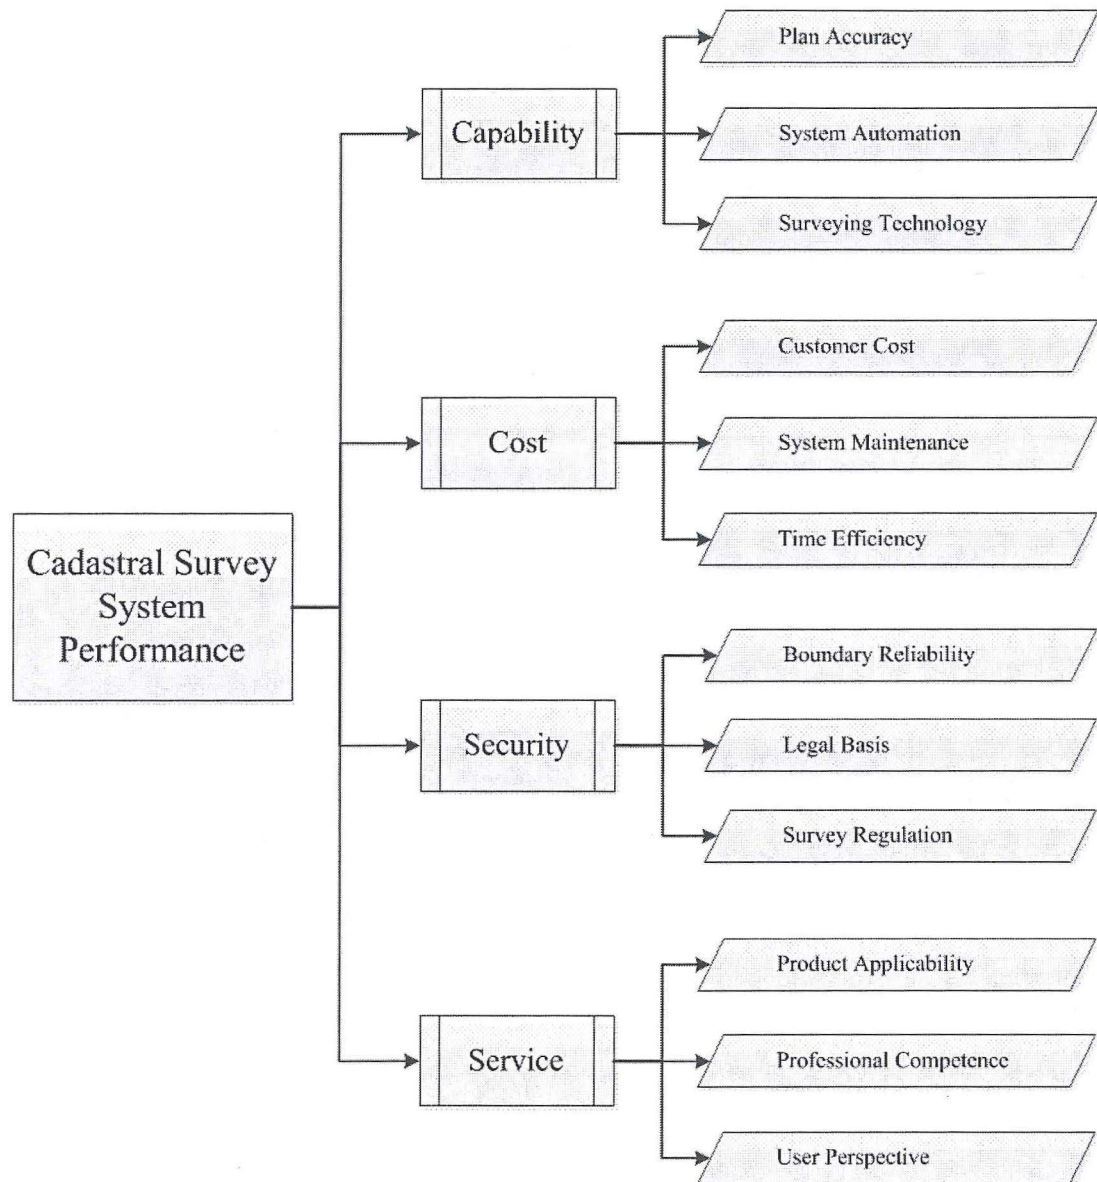 Plan Accuracy
Capability
System Automation
Surveying Technology
Customer Cost
Cost
System Maintenance
Time Efficiency
Cadastral Survey
System
Performance
Boundary Reliability
Security
Legal Basis
Survey Regulation
Product Applicability
Service
Professional Competence
User Perspective